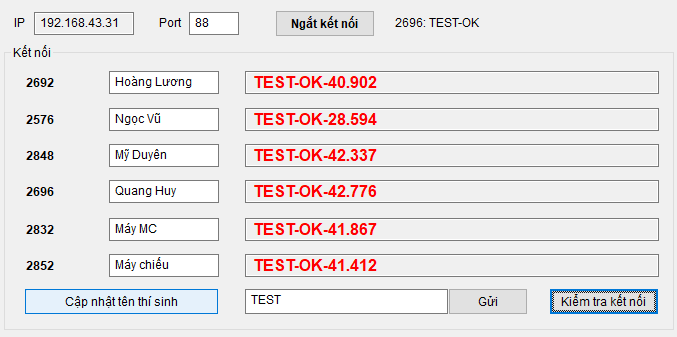 IP 192.168.43.31 Port 88 Ngắt kết nối 2696: TEST-OK
Kết nối
2692 Hoàng Lương TEST-OK-40.902
2576 Ngọc Vũ TEST-OK-28.594
2848 Mỹ Duyên TEST-OK-42.337
2696 Quang Huy TEST-OK-42.776
2832 Máy MC TEST-OK-41.867
2852 Máy chiếu TEST-OK-41.412
Cập nhật tên thí sinh TEST Gửi Kiểm tra kết nối